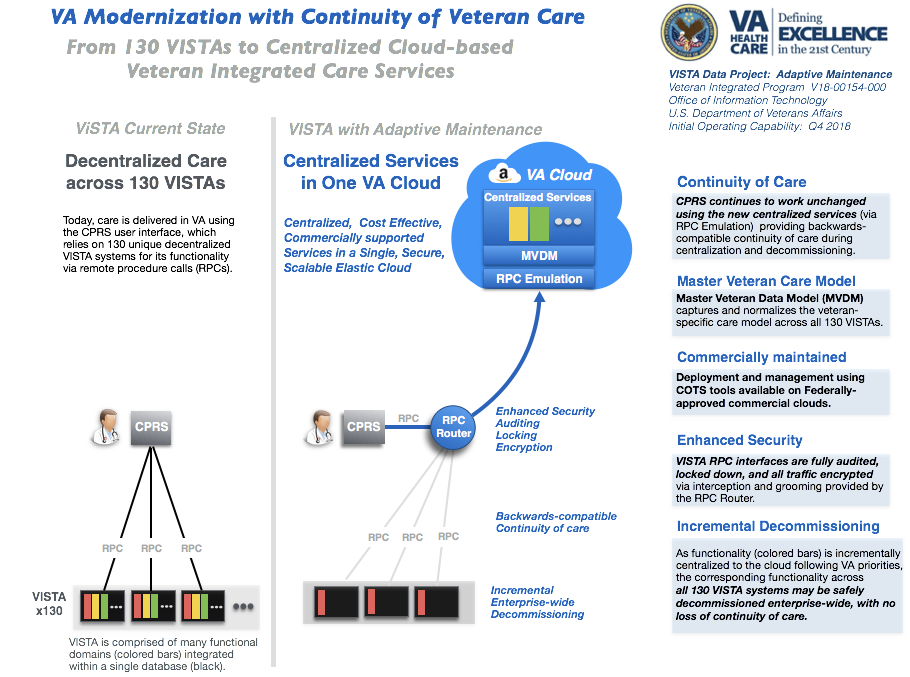 VA Modernization with Continuity of Veteran Care
From 130 VISTAs to Centralized Cloud-based
Veteran Integrated Care Services
VA
HEALTH
CARE
Defining
EXCELLENCE
in the 21st Century
VISTA Data Project: Adaptive Maintenance
Veteran Integrated Program V18-00154-000
Office of Information Technology
U.S. Department of Veterans Affairs
Initial Operating Capability: Q4 2018
ViSTA Current State
Decentralized Care
across 130 VISTAs
Today, care is delivered in VA using
the CPRS user interface, which
relies on 130 unique decentralized
VISTA systems for its functionality
via remote procedure calls (RPCs).
CPRS
RPC
RPC
RPC
VISTA
x130
VISTA is comprised of many functional
domains (colored bars) integrated
within a single database (black).
VISTA with Adaptive Maintenance
Centralized Services
in One VA Cloud
Centralized, Cost Effective,
Commercially supported
Services in a Single, Secure,
Scalable Elastic Cloud
a
VA Cloud
Centralized Services
MVDM
RPC Emulation
CPRS
RPC
RPC
Router
Enhanced Security
Auditing
Locking
Encryption
Backwards-compatible
Continuity of care
RPC
RPC
RPC
Incremental
Enterprise-wide
Decommissioning
Continuity of Care
CPRS continues to work unchanged
using the new centralized services (via
RPC Emulation) providing backwards-
compatible continuity of care during
centralization and decommissioning.
Master Veteran Care Model
Master Veteran Data Model (MVDM)
captures and normalizes the veteran-
specific care model across all 130 VISTAs.
Commercially maintained
Deployment and management using
COTS tools available on Federally-
approved commercial clouds.
Enhanced Security
VISTA RPC interfaces are fully audited,
locked down, and all traffic encrypted
via interception and grooming provided by
the RPC Router.
Incremental Decommissioning
As functionality (colored bars) is incrementally
centralized to the cloud following VA priorities,
the corresponding functionality across
all 130 VISTA systems may be safely
decommissioned enterprise-wide, with no
loss of continuity of care.